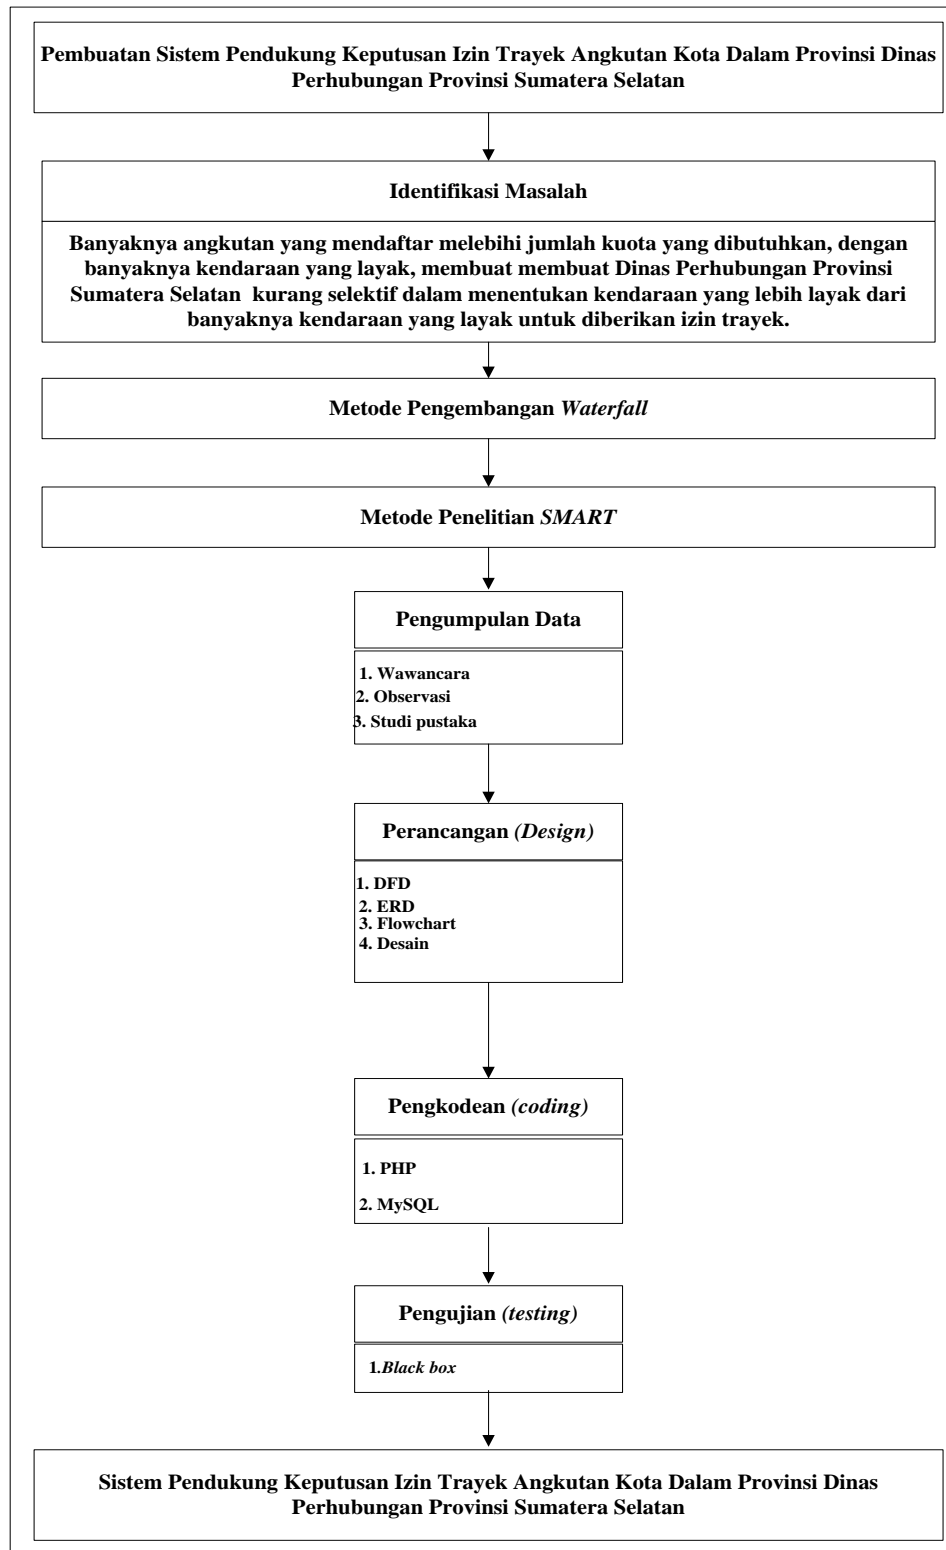 Pembuatan Sistem Pendukung Keputusan Izin Trayek Angkutan Kota Dalam Provinsi Dinas
Perhubungan Provinsi Sumatera Selatan
Identifikasi Masalah
Banyaknya angkutan yang mendaftar melebihi jumlah kuota yang dibutuhkan, dengan
banyaknya kendaraan yang layak, membuat membuat Dinas Perhubungan Provinsi
Sumatera Selatan kurang selektif dalam menentukan kendaraan yang lebih layak dari
banyaknya kendaraan yang layak untuk diberikan izin trayek.
Metode Pengembangan Waterfall
Metode Penelitian SMART
Pengumpulan Data
1. Wawancara
2. Observasi
3. Studi pustaka
Perancangan (Design)
1. DFD
2. ERD
3. Flowchart
4. Desain
Pengkodean (coding)
1. PHP
2. MySQL
Pengujian (testing)
1.Black box
Sistem Pendukung Keputusan Izin Trayek Angkutan Kota Dalam Provinsi Dinas
Perhubungan Provinsi Sumatera Selatan